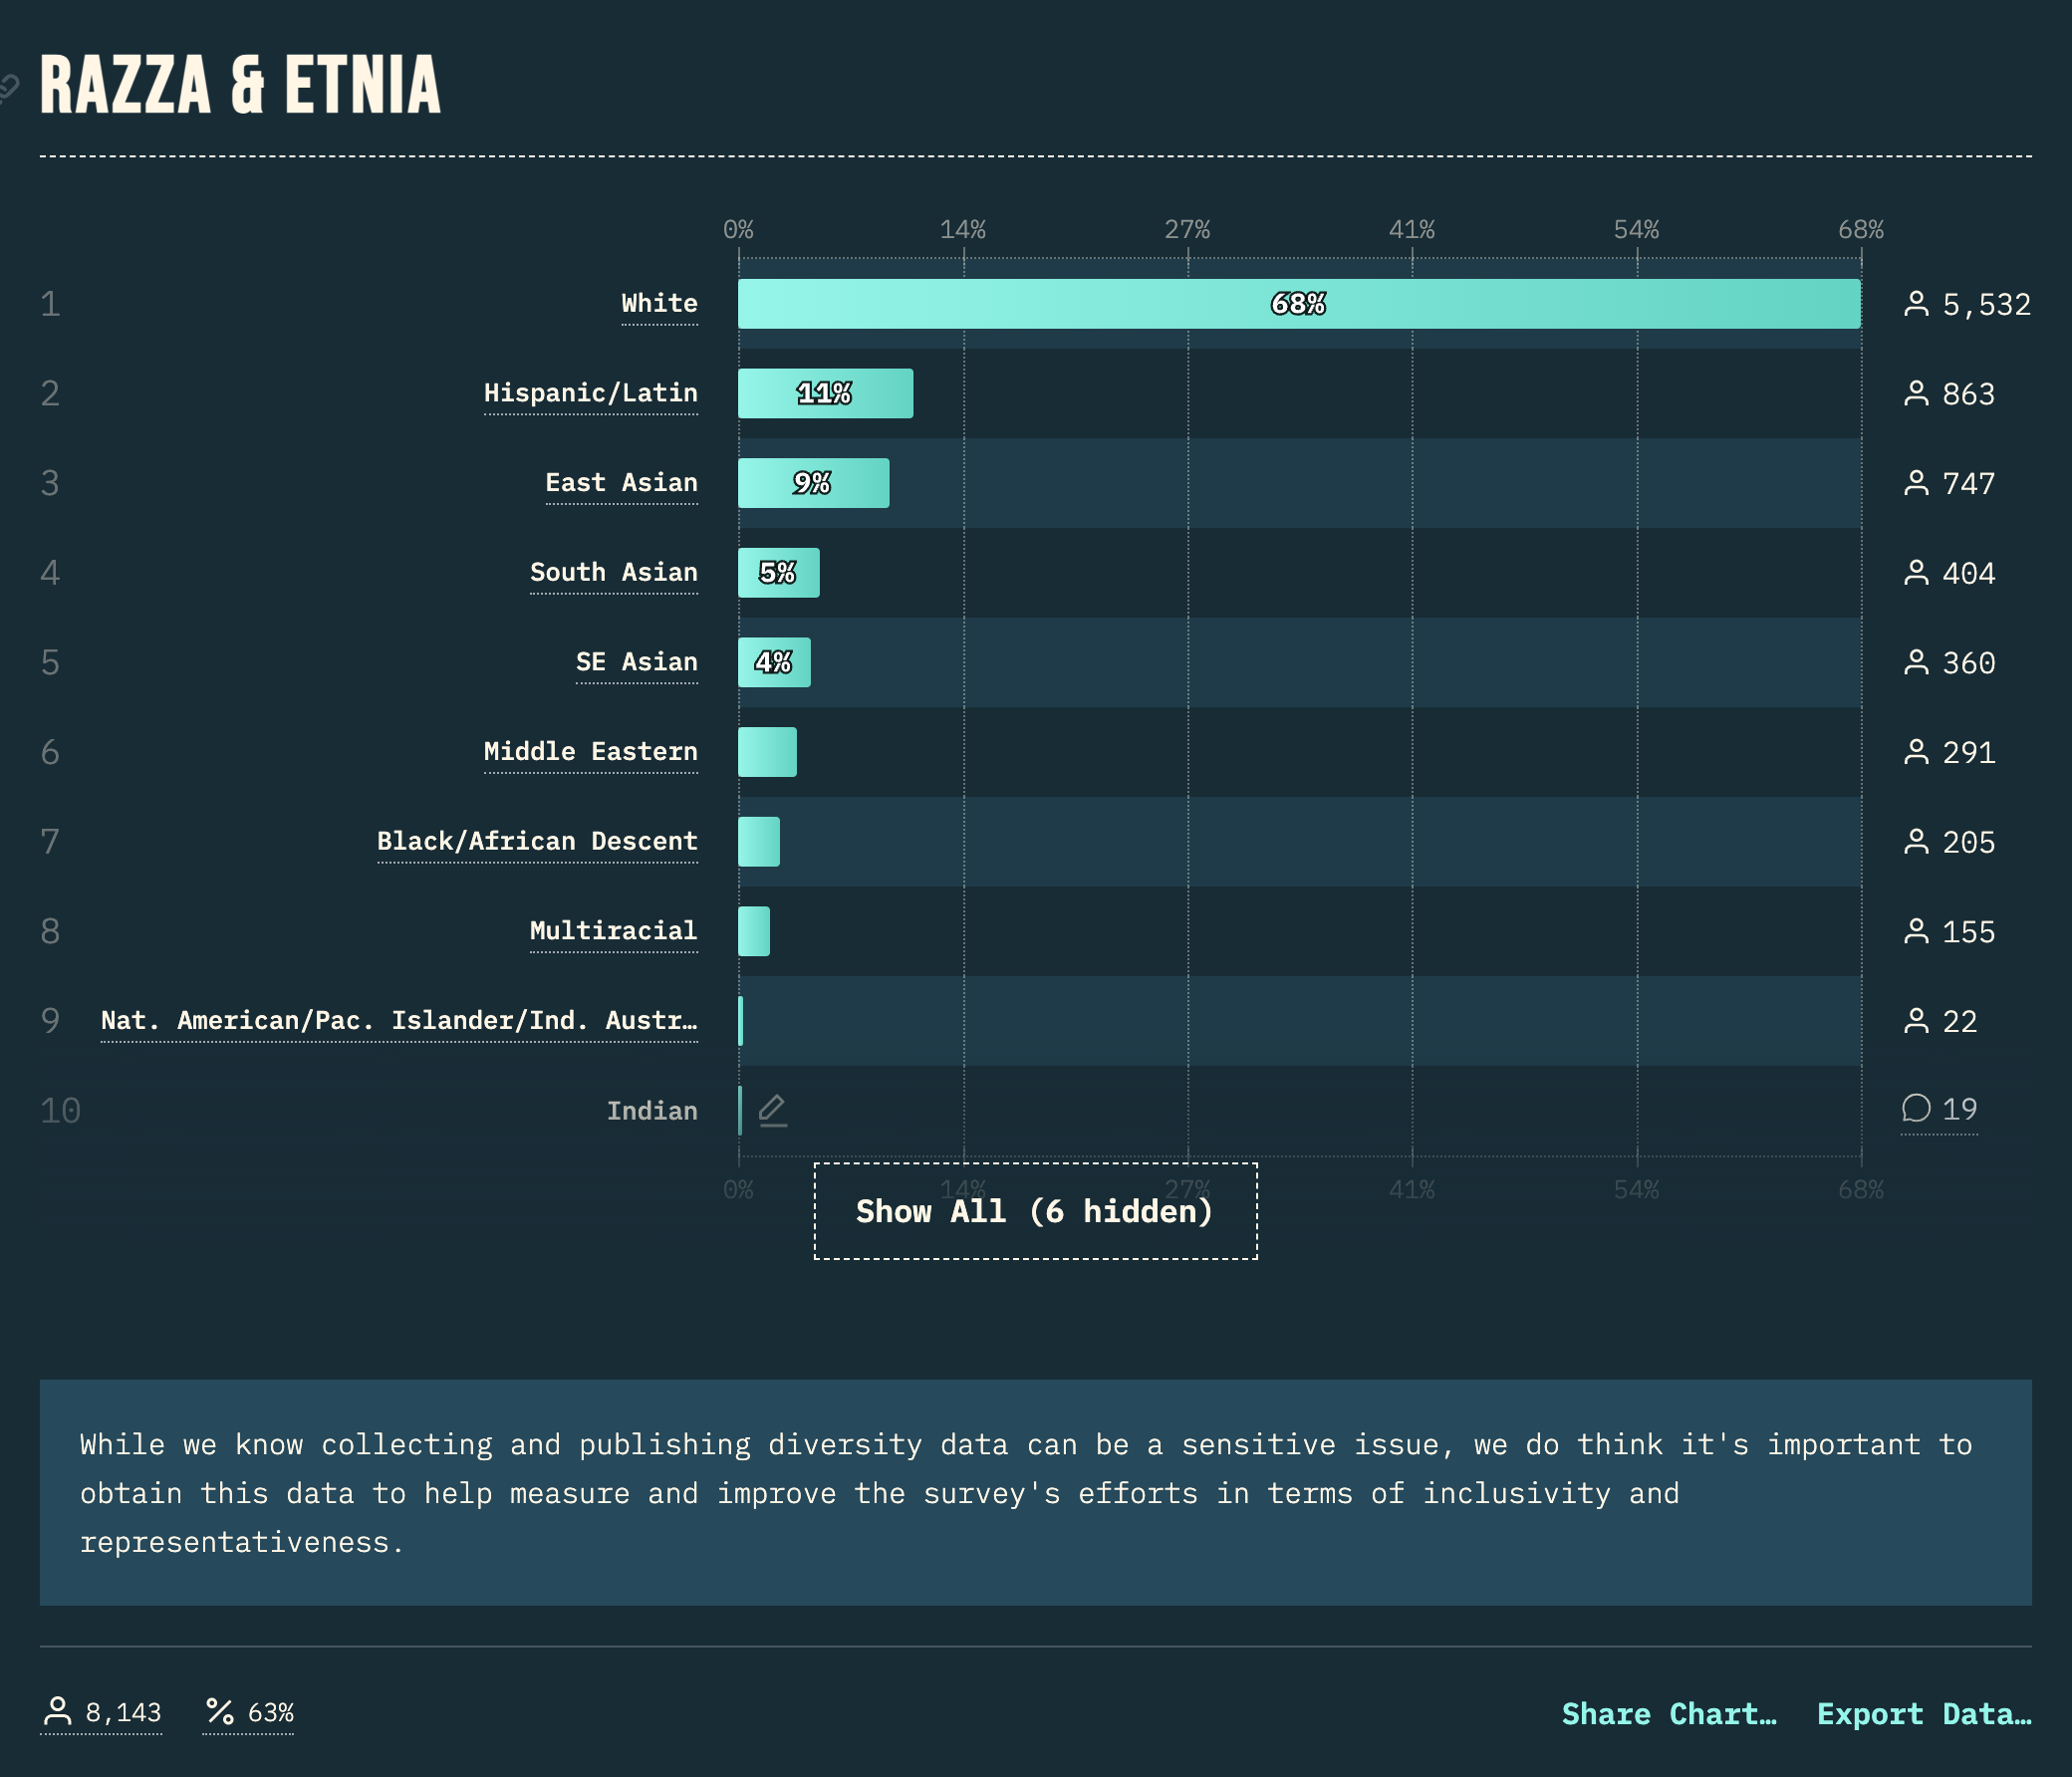 RAZZA & ETNIA
0% 14% 27% 41% 54% 68%
1 White 68% 5,532
2 Hispanic/Latin 11% 863
3 East Asian 9% 747
4 South Asian 5% 404
5 SE Asian 4% 360
6 Middle Eastern 291
7 Black/African Descent 205
8 Multiracial 155
9 Nat. American/Pac. Islander/Ind. Austr… 22
10 Indian 19
0% 14% 27% 41% 54% 68%
Show All (6 hidden)
While we know collecting and publishing diversity data can be a sensitive issue, we do think it's important to
obtain this data to help measure and improve the survey's efforts in terms of inclusivity and
representativeness.
8,143 63% Share Chart… Export Data…